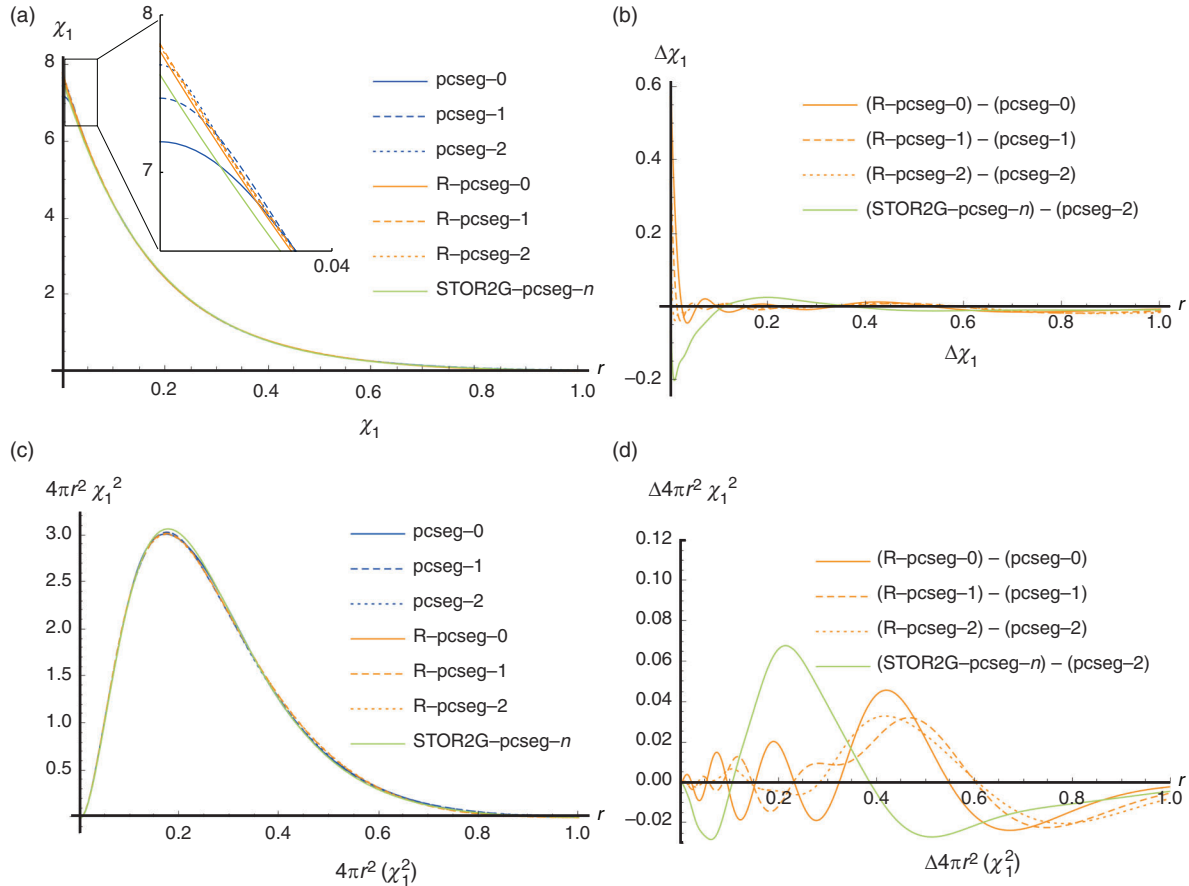 (a)
χ₁
8
6
4
2
0.2
0.4
0.6
0.8
1.0
r
χ₁
8
7
0.04
pcseg–0
pcseg–1
pcseg–2
R–pcseg–0
R–pcseg–1
R–pcseg–2
STOR2G–pcseg–n
(b)
Δχ₁
0.6
0.4
0.2
0.0
−0.2
0.2
0.4
0.6
0.8
1.0
r
Δχ₁
(R–pcseg–0) – (pcseg–0)
(R–pcseg–1) – (pcseg–1)
(R–pcseg–2) – (pcseg–2)
(STOR2G–pcseg–n) – (pcseg–2)
(c)
4πr² χ₁²
3.0
2.5
2.0
1.5
1.0
0.5
0.2
0.4
0.6
0.8
1.0
r
4πr² (χ₁²)
pcseg–0
pcseg–1
pcseg–2
R–pcseg–0
R–pcseg–1
R–pcseg–2
STOR2G–pcseg–n
(d)
Δ4πr² χ₁²
0.12
0.10
0.08
0.06
0.04
0.02
0.00
−0.02
0.2
0.4
0.6
0.8
1.0
r
Δ4πr² (χ₁²)
(R–pcseg–0) – (pcseg–0)
(R–pcseg–1) – (pcseg–1)
(R–pcseg–2) – (pcseg–2)
(STOR2G–pcseg–n) – (pcseg–2)